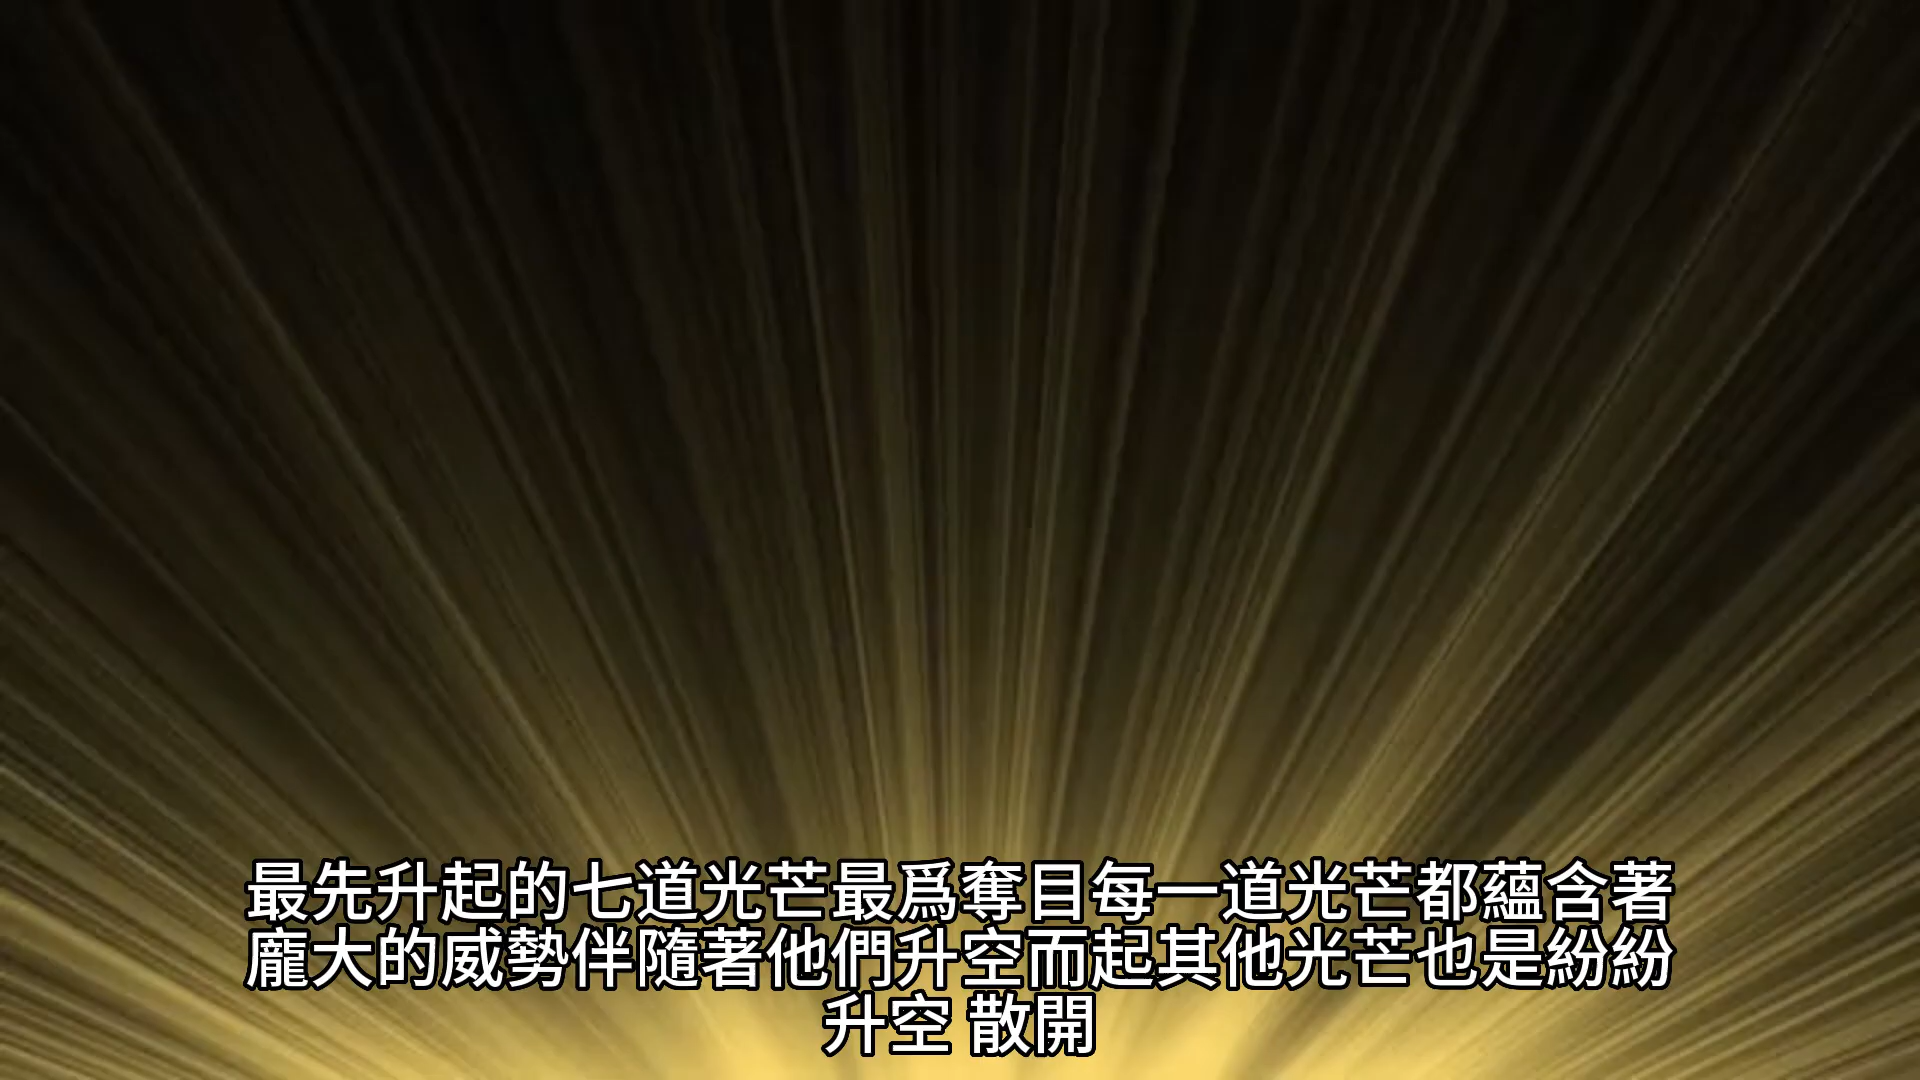 最先升起的七道光芒最爲奪目每一道光芒都蘊含著
龐大的威勢伴隨著他們升空而起其他光芒也是紛紛
升空 散開